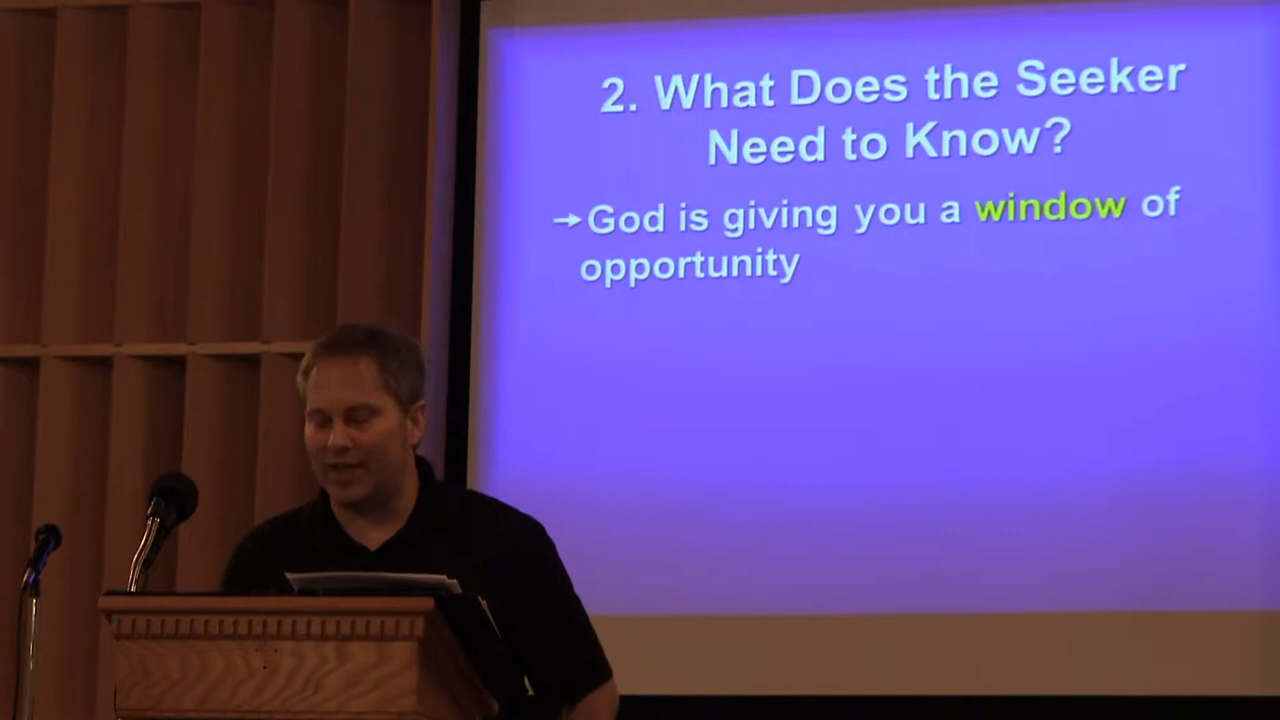 2. What Does the Seeker
Need to Know?
→God is giving you a window of
opportunity